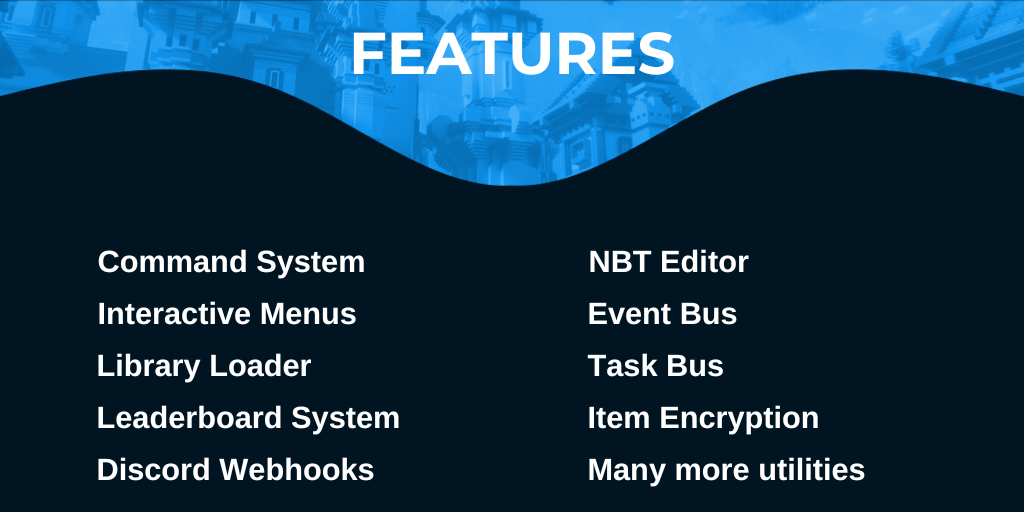 FEATURES
Command System
Interactive Menus
Library Loader
Leaderboard System
Discord Webhooks
NBT Editor
Event Bus
Task Bus
Item Encryption
Many more utilities